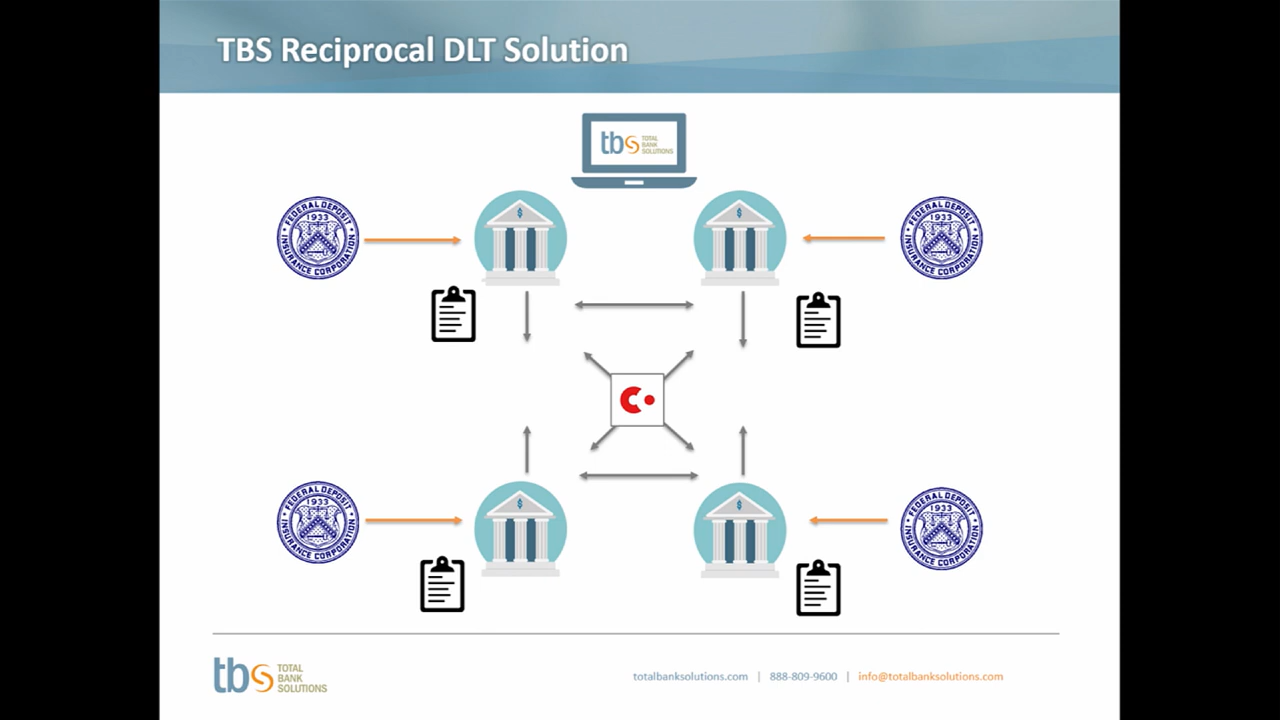 TBS Reciprocal DLT Solution
tbs TOTAL BANK SOLUTIONS
FEDERAL DEPOSIT INSURANCE CORPORATION 1933
$
$
FEDERAL DEPOSIT INSURANCE CORPORATION 1933
FEDERAL DEPOSIT INSURANCE CORPORATION 1933
$
$
FEDERAL DEPOSIT INSURANCE CORPORATION 1933
tbs TOTAL BANK SOLUTIONS
totalbanksolutions.com | 888-809-9600 | info@totalbanksolutions.com